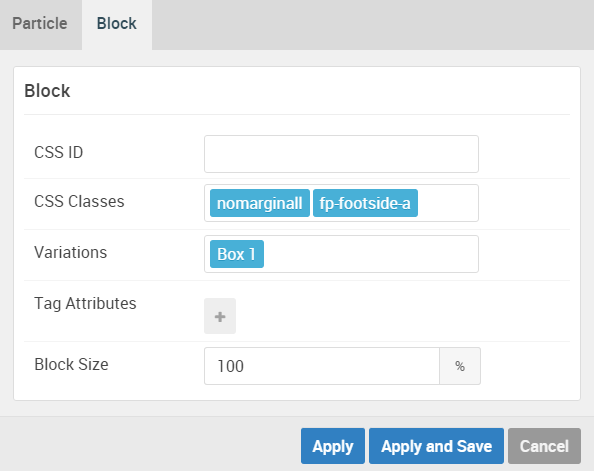 Particle Block
Block
CSS ID
CSS Classes nomarginall fp-footside-a
Variations Box 1
Tag Attributes +
Block Size 100 %
Apply Apply and Save Cancel